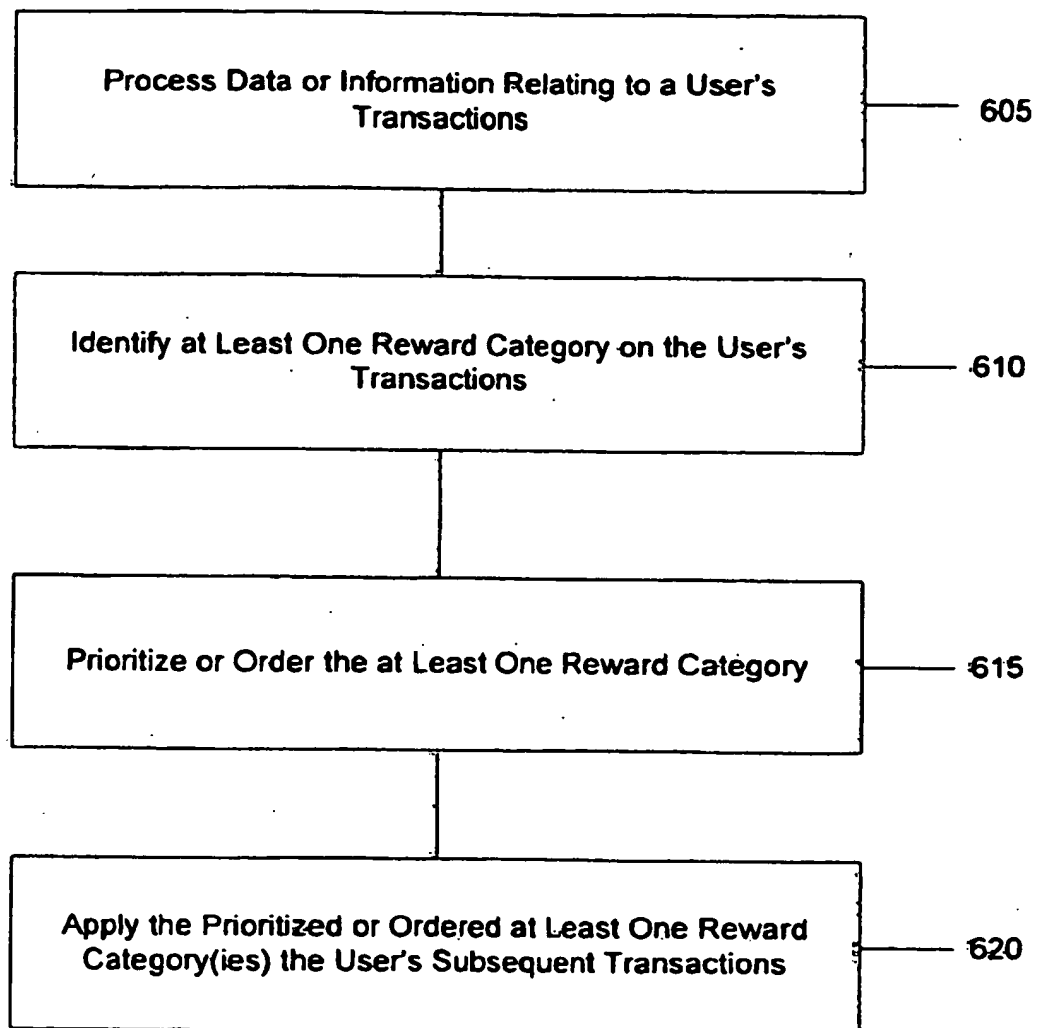 Process Data or Information Relating to a User's
Transactions
605
Identify at Least One Reward Category on the User's
Transactions
610
Prioritize or Order the at Least One Reward Category
615
Apply the Prioritized or Ordered at Least One Reward
Category(ies) the User's Subsequent Transactions
620